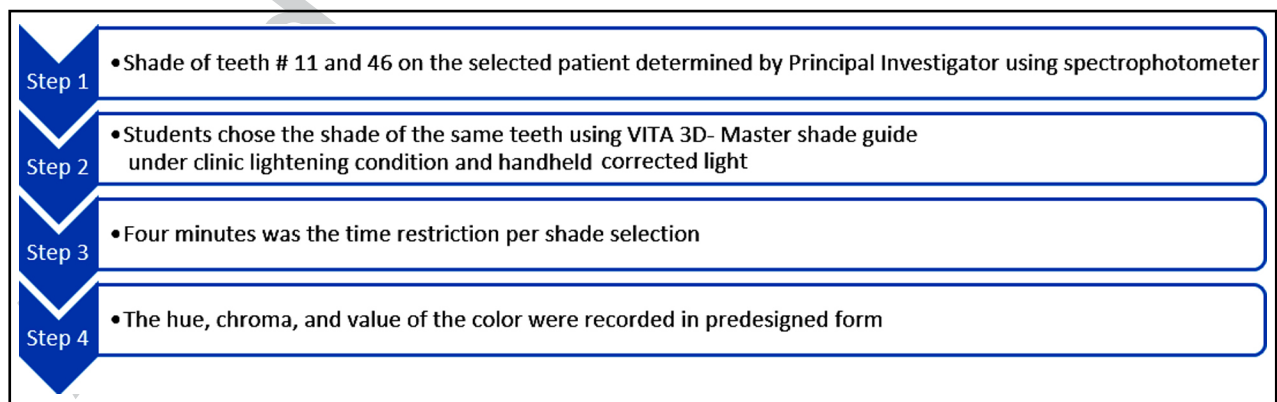 Step 1
•Shade of teeth # 11 and 46 on the selected patient determined by Principal Investigator using spectrophotometer
Step 2
•Students chose the shade of the same teeth using VITA 3D- Master shade guide
under clinic lightening condition and handheld corrected light
Step 3
•Four minutes was the time restriction per shade selection
Step 4
•The hue, chroma, and value of the color were recorded in predesigned form